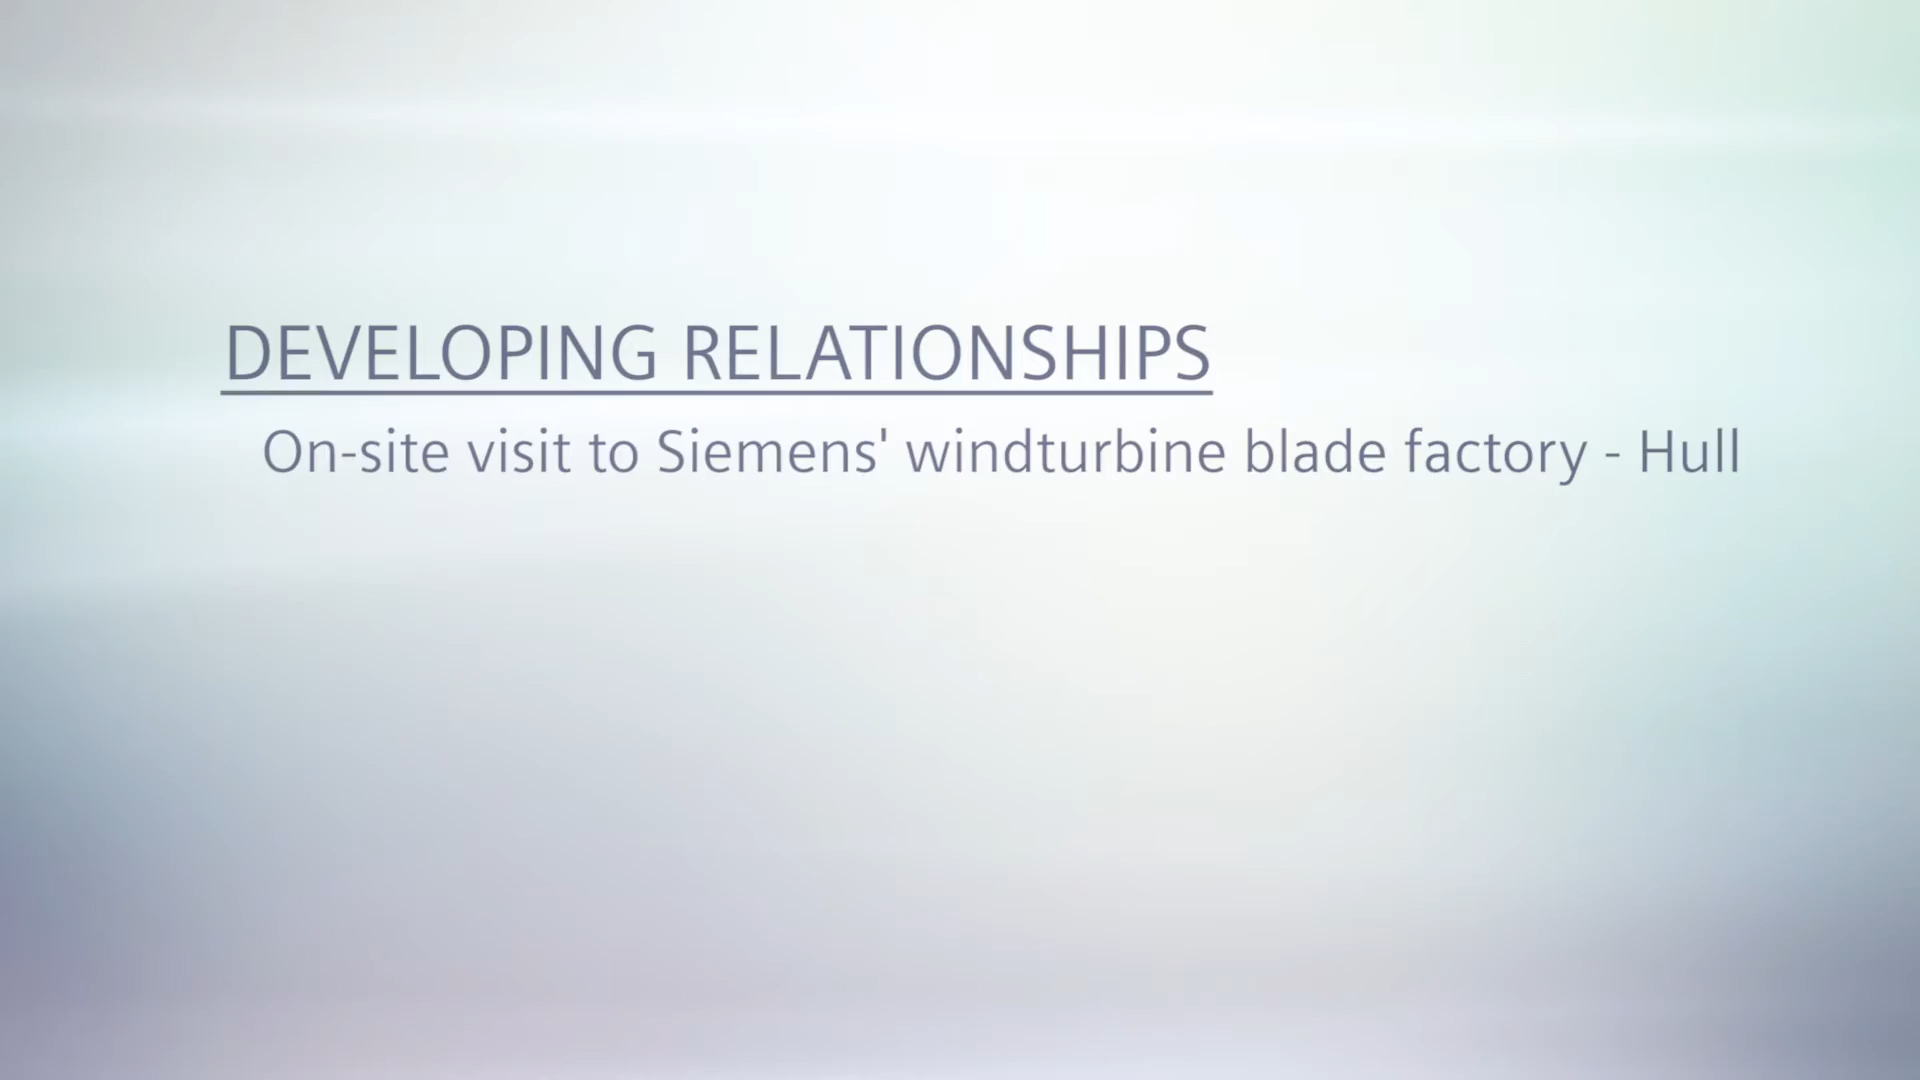 DEVELOPING RELATIONSHIPS
On-site visit to Siemens' windturbine blade factory - Hull